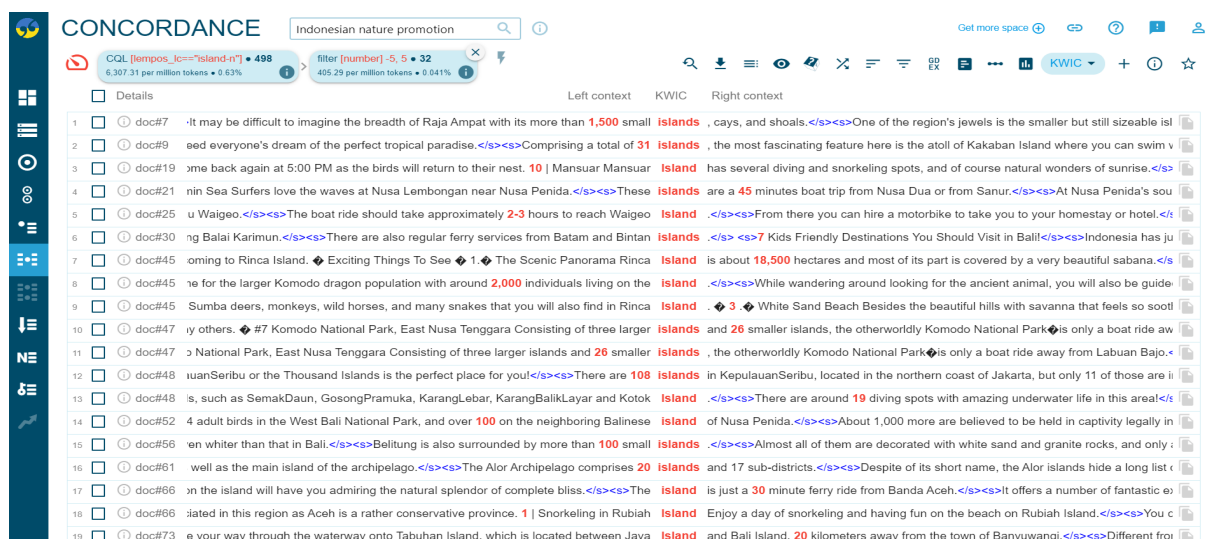 CONCORDANCE Indonesian nature promotion Get more space
CQL [lempos_lc=="island-n"] ● 498 filter [number] -5, 5 ● 32
6,307.31 per million tokens ● 0.63% 405.29 per million tokens ● 0.041%
GD EX KWIC
Details Left context KWIC Right context
1 doc#7 ·It may be difficult to imagine the breadth of Raja Ampat with its more than 1,500 small islands , cays, and shoals.</s><s>One of the region's jewels is the smaller but still sizeable isl
2 doc#9 eed everyone's dream of the perfect tropical paradise.</s><s>Comprising a total of 31 islands , the most fascinating feature here is the atoll of Kakaban Island where you can swim
3 doc#19 ome back again at 5:00 PM as the birds will return to their nest. 10 | Mansuar Mansuar Island has several diving and snorkeling spots, and of course natural wonders of sunrise.</s>
4 doc#21 min Sea Surfers love the waves at Nusa Lembongan near Nusa Penida.</s><s>These islands are a 45 minutes boat trip from Nusa Dua or from Sanur.</s><s>At Nusa Penida's sou
5 doc#25 u Waigeo.</s><s>The boat ride should take approximately 2-3 hours to reach Waigeo Island .</s><s>From there you can hire a motorbike to take you to your homestay or hotel.</s
6 doc#30 ng Balai Karimun.</s><s>There are also regular ferry services from Batam and Bintan islands .</s> <s>7 Kids Friendly Destinations You Should Visit in Bali!</s><s>Indonesia has ju
7 doc#45 oming to Rinca Island. � Exciting Things To See � 1.� The Scenic Panorama Rinca Island is about 18,500 hectares and most of its part is covered by a very beautiful sabana.</s
8 doc#45 ne for the larger Komodo dragon population with around 2,000 individuals living on the island .</s><s>While wandering around looking for the ancient animal, you will also be guide
9 doc#45 Sumba deers, monkeys, wild horses, and many snakes that you will also find in Rinca Island . � 3 .� White Sand Beach Besides the beautiful hills with savanna that feels so sootl
10 doc#47 y others. � #7 Komodo National Park, East Nusa Tenggara Consisting of three larger islands and 26 smaller islands, the otherworldly Komodo National Park�is only a boat ride aw
11 doc#47 o National Park, East Nusa Tenggara Consisting of three larger islands and 26 smaller islands , the otherworldly Komodo National Park�is only a boat ride away from Labuan Bajo.<
12 doc#48 uanSeribu or the Thousand Islands is the perfect place for you!</s><s>There are 108 islands in KepulauanSeribu, located in the northern coast of Jakarta, but only 11 of those are i
13 doc#48 ls, such as SemakDaun, GosongPramuka, KarangLebar, KarangBalikLayar and Kotok Island .</s><s>There are around 19 diving spots with amazing underwater life in this area!</s
14 doc#52 4 adult birds in the West Bali National Park, and over 100 on the neighboring Balinese island of Nusa Penida.</s><s>About 1,000 more are believed to be held in captivity legally in
15 doc#56 en whiter than that in Bali.</s><s>Belitung is also surrounded by more than 100 small islands .</s><s>Almost all of them are decorated with white sand and granite rocks, and only
16 doc#61 well as the main island of the archipelago.</s><s>The Alor Archipelago comprises 20 islands and 17 sub-districts.</s><s>Despite of its short name, the Alor islands hide a long list
17 doc#66 on the island will have you admiring the natural splendor of complete bliss.</s><s>The island is just a 30 minute ferry ride from Banda Aceh.</s><s>It offers a number of fantastic ex
18 doc#66 iated in this region as Aceh is a rather conservative province. 1 | Snorkeling in Rubiah Island Enjoy a day of snorkeling and having fun on the beach on Rubiah Island.</s><s>You c
19 doc#73 e your way through the waterway onto Tabuhan Island, which is located between Java Island and Bali Island, 20 kilometers away from the town of Banyuwangi.</s><s>Different from